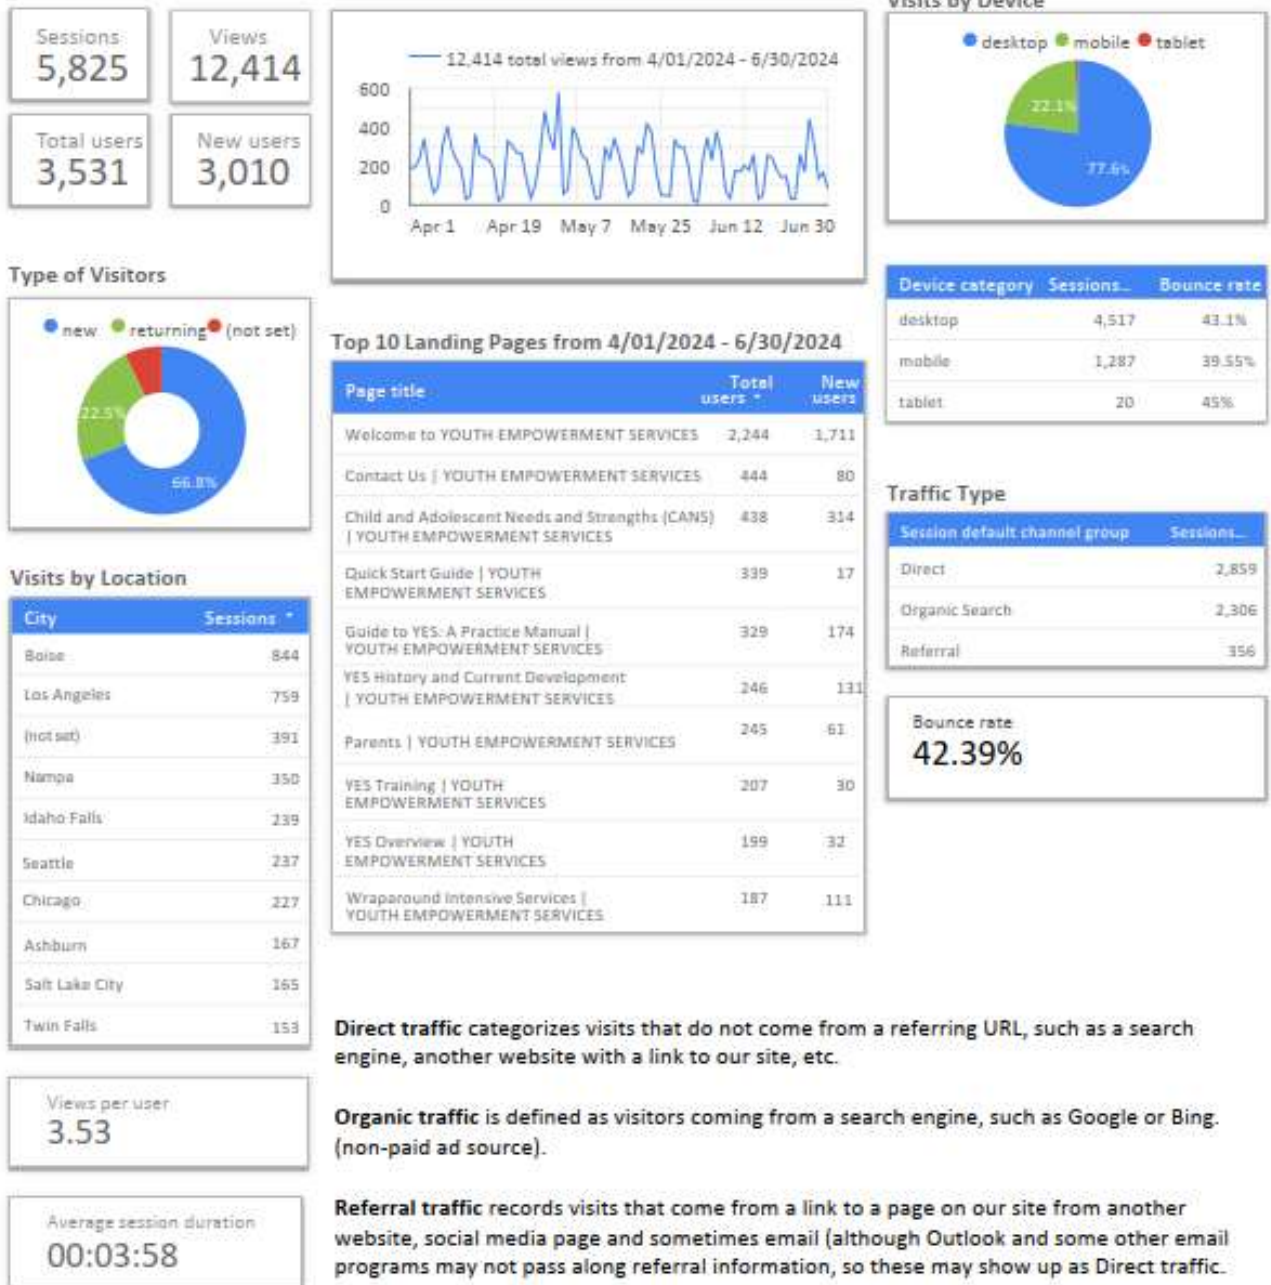 Sessions
5,825
Views
12,414
Total users
3,531
New users
3,010
12,414 total views from 4/01/2024 - 6/30/2024
600
400
200
0
Apr 1 Apr 19 May 7 May 25 Jun 12 Jun 30
Visits by Device
desktop mobile tablet
22.1%
77.6%
Type of Visitors
new returning (not set)
22.5%
66.8%
Device category Sessions... Bounce rate
desktop 4,517 43.1%
mobile 1,287 39.55%
tablet 20 45%
Top 10 Landing Pages from 4/01/2024 - 6/30/2024
Page title Total users New users
Welcome to YOUTH EMPOWERMENT SERVICES 2,244 1,711
Contact Us | YOUTH EMPOWERMENT SERVICES 444 80
Child and Adolescent Needs and Strengths (CANS) 438 314
| YOUTH EMPOWERMENT SERVICES
Quick Start Guide | YOUTH 339 17
EMPOWERMENT SERVICES
Guide to YES: A Practice Manual | 329 174
YOUTH EMPOWERMENT SERVICES
YES History and Current Development 246 131
| YOUTH EMPOWERMENT SERVICES
Parents | YOUTH EMPOWERMENT SERVICES 245 61
YES Training | YOUTH 207 30
EMPOWERMENT SERVICES
YES Overview | YOUTH 199 32
EMPOWERMENT SERVICES
Wraparound Intensive Services | 187 111
YOUTH EMPOWERMENT SERVICES
Traffic Type
Session default channel group Sessions...
Direct 2,859
Organic Search 2,306
Referral 356
Bounce rate
42.39%
Visits by Location
City Sessions
Boise 844
Los Angeles 759
(not set) 391
Nampa 350
Idaho Falls 239
Seattle 237
Chicago 227
Ashburn 167
Salt Lake City 165
Twin Falls 153
Views per user
3.53
Average session duration
00:03:58
Direct traffic categorizes visits that do not come from a referring URL, such as a search
engine, another website with a link to our site, etc.
Organic traffic is defined as visitors coming from a search engine, such as Google or Bing.
(non-paid ad source).
Referral traffic records visits that come from a link to a page on our site from another
website, social media page and sometimes email (although Outlook and some other email
programs may not pass along referral information, so these may show up as Direct traffic.